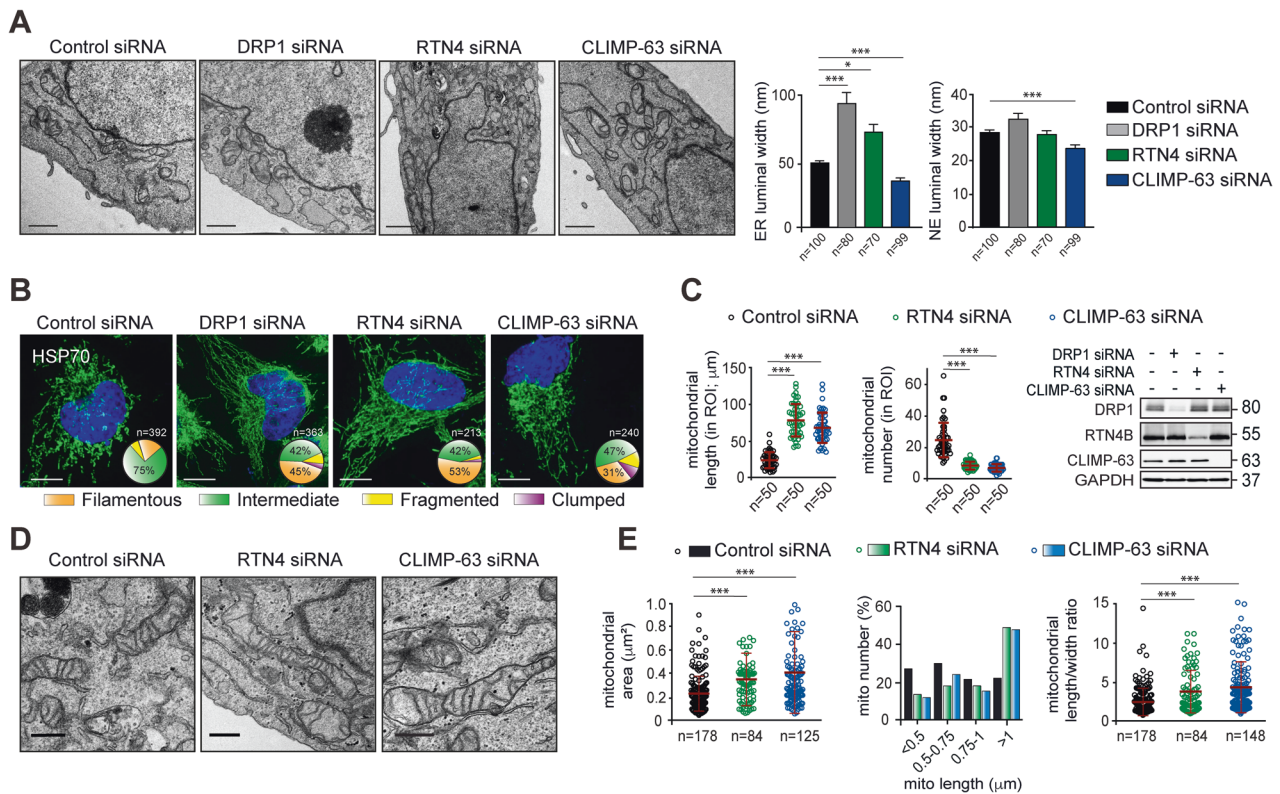 A
Control siRNA
DRP1 siRNA
RTN4 siRNA
CLIMP-63 siRNA
ER luminal width (nm)
100
50
0
***
*
***
n=100
n=80
n=70
n=99
NE luminal width (nm)
40
30
20
10
0
***
n=100
n=80
n=70
n=99
Control siRNA
DRP1 siRNA
RTN4 siRNA
CLIMP-63 siRNA
B
Control siRNA
DRP1 siRNA
RTN4 siRNA
CLIMP-63 siRNA
HSP70
n=392
75%
n=363
42%
45%
n=213
42%
53%
n=240
47%
31%
Filamentous
Intermediate
Fragmented
Clumped
C
Control siRNA
RTN4 siRNA
CLIMP-63 siRNA
mitochondrial
length (in ROI; µm)
150
100
50
0
***
***
n=50
n=50
n=50
mitochondrial
number (in ROI)
60
40
20
0
***
***
n=50
n=50
n=50
DRP1 siRNA - + - -
RTN4 siRNA - - + -
CLIMP-63 siRNA - - - +
DRP1 - 80
RTN4B - 55
CLIMP-63 - 63
GAPDH - 37
D
Control siRNA
RTN4 siRNA
CLIMP-63 siRNA
E
Control siRNA
RTN4 siRNA
CLIMP-63 siRNA
mitochondrial
area (µm²)
1.0
0.8
0.6
0.4
0.2
0
***
***
n=178
n=84
n=125
mito number (%)
60
40
20
0
<0.5
0.5-0.75
0.75-1
>1
mito length (µm)
mitochondrial
length/width ratio
15
10
5
0
***
***
n=178
n=84
n=148